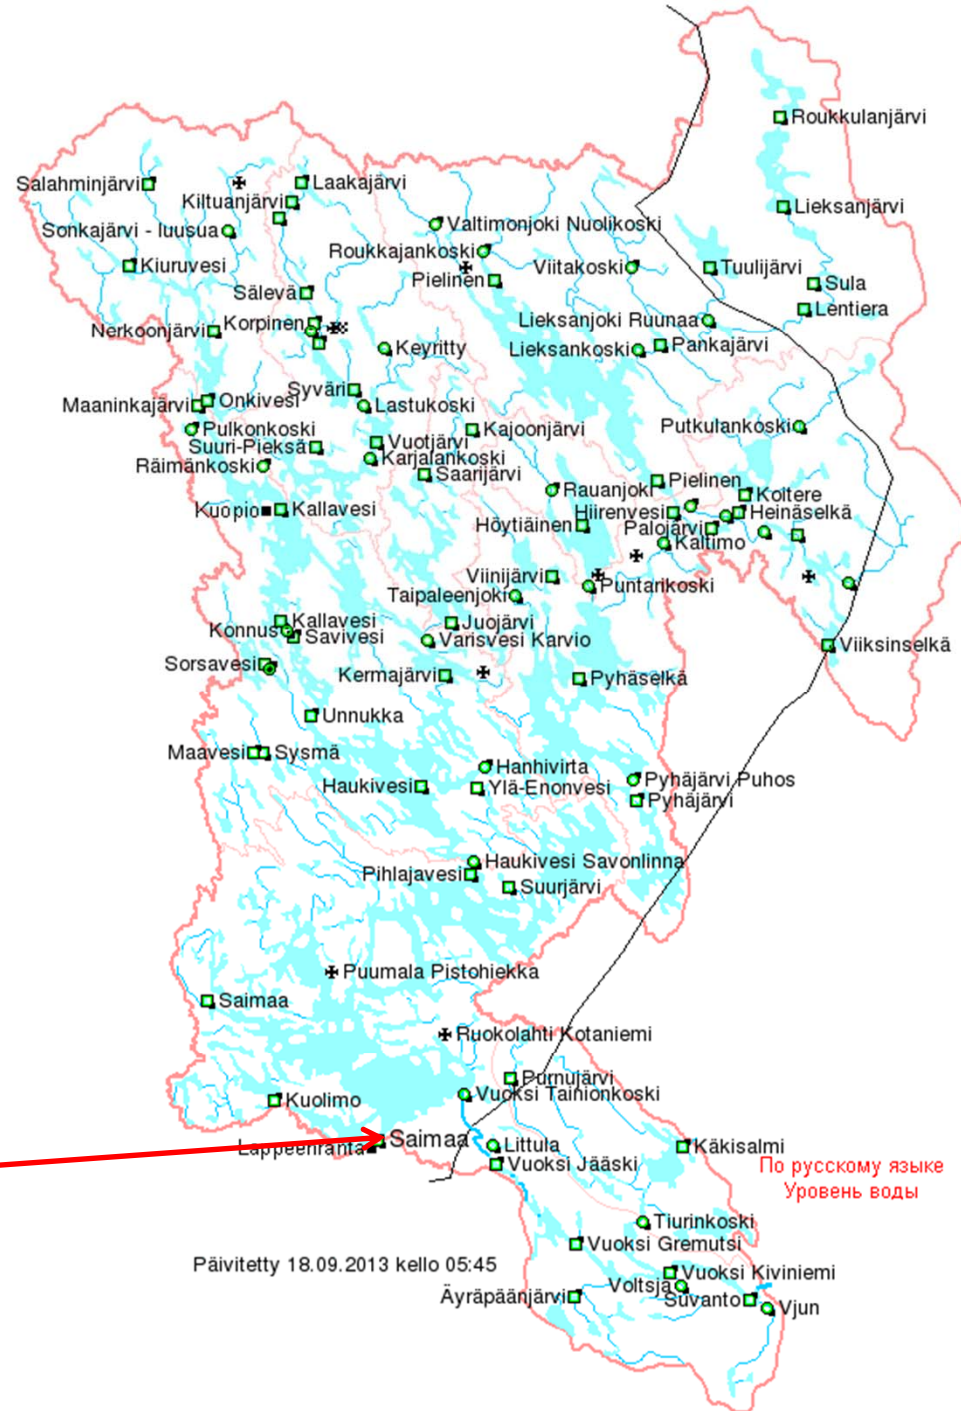 Roukkulanjärvi
Salahminjärvi
Laakajärvi
Kiltuanjärvi
Lieksanjärvi
Valtimonjoki Nuolikoski
Sonkajärvi - luusua
Roukkajankoski
Kiuruvesi
Viitakoski
Tuulijärvi
Pielinen
Sula
Sälevä
Lentiera
Nerkoonjärvi
Korpinen
Lieksanjoki Ruunaa
Keyritty
Lieksankoski
Pankajärvi
Syväri
Maaninkajärvi
Onkivesi
Lastukoski
Pulkonkoski
Kajoonjärvi
Putkulankoski
Suuri-Pieksä
Vuotjärvi
Karjalankoski
Räimänkoski
Saarijärvi
Pielinen
Rauanjoki
Koitere
Kuopio
Kallavesi
Hiirenvesi
Heinäselkä
Höytiäinen
Palojärvi
Kaltimo
Viinijärvi
Puntarikoski
Taipaleenjoki
Kallavesi
Juojärvi
Konnus
Savivesi
Varisvesi Karvio
Viiksinselkä
Sorsavesi
Kermajärvi
Pyhäselkä
Unnukka
Maavesi
Sysmä
Hanhivirta
Haukivesi
Ylä-Enonvesi
Pyhäjärvi Puhos
Pyhäjärvi
Haukivesi Savonlinna
Pihlajavesi
Suurjärvi
Puumala Pistohiekka
Saimaa
Ruokolahti Kotaniemi
Purnujärvi
Kuolimo
Vuoksi Tainionkoski
Saimaa
Lappeenranta
Littula
Käkisalmi
Vuoksi Jääski
По русскому языке
Уровень воды
Tiurinkoski
Vuoksi Gremutsi
Päivitetty 18.09.2013 kello 05:45
Vuoksi Kiviniemi
Voltsja
Äyräpäänjärvi
Suvanto
Vjun